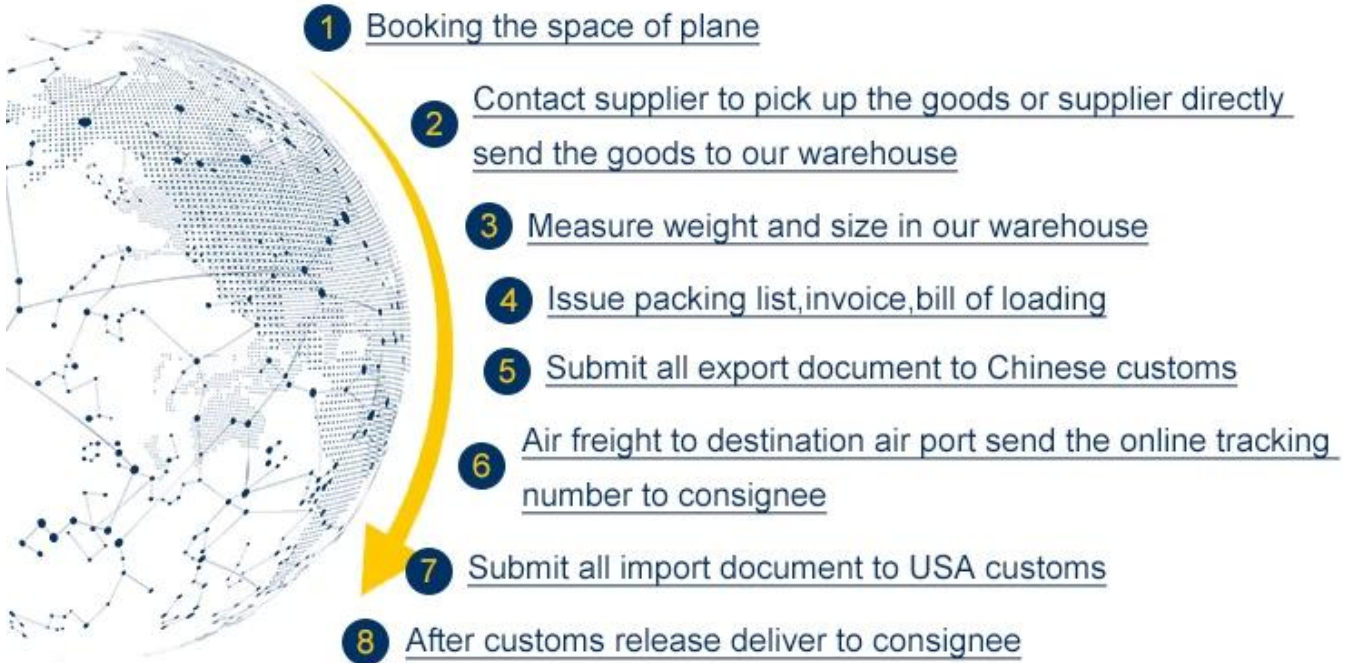 1 Booking the space of plane
2 Contact supplier to pick up the goods or supplier directly
send the goods to our warehouse
3 Measure weight and size in our warehouse
4 Issue packing list,invoice,bill of loading
5 Submit all export document to Chinese customs
6 Air freight to destination air port send the online tracking
number to consignee
7 Submit all import document to USA customs
8 After customs release deliver to consignee